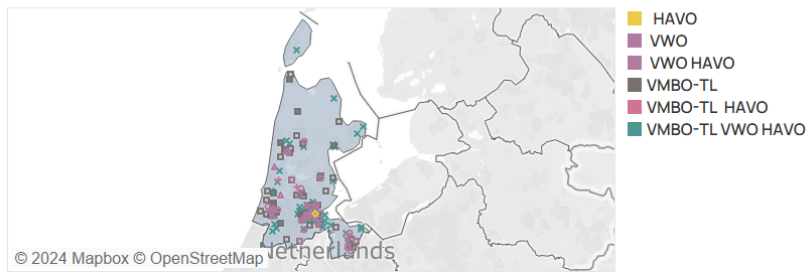 HAVO
VWO
VWO HAVO
VMBO-TL
VMBO-TL HAVO
VMBO-TL VWO HAVO
Netherlands
© 2024 Mapbox © OpenStreetMap